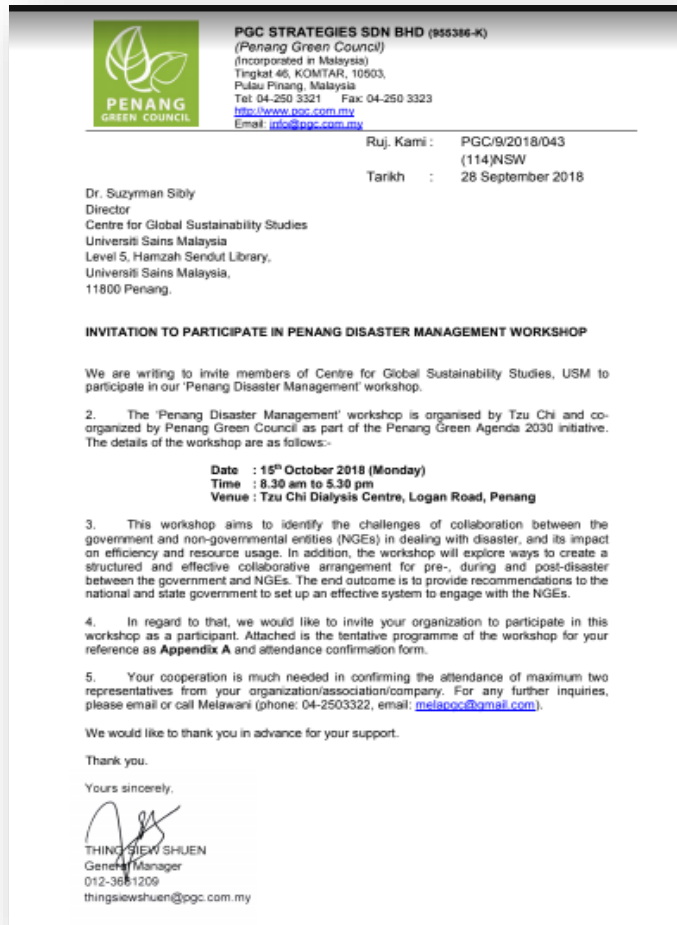 PENANG
GREEN COUNCIL
PGC STRATEGIES SDN BHD (955386-K)
(Penang Green Council)
(Incorporated in Malaysia)
Tingkat 46, KOMTAR, 10503,
Pulau Pinang, Malaysia
Tel: 04-250 3321 Fax: 04-250 3323
http://www.pgc.com.my
Email: info@pgc.com.my
Ruj. Kami : PGC/9/2018/043
(114)NSW
Tarikh : 28 September 2018
Dr. Suzyrman Sibly
Director
Centre for Global Sustainability Studies
Universiti Sains Malaysia
Level 5, Hamzah Sendut Library,
Universiti Sains Malaysia,
11800 Penang.
INVITATION TO PARTICIPATE IN PENANG DISASTER MANAGEMENT WORKSHOP
We are writing to invite members of Centre for Global Sustainability Studies, USM to
participate in our 'Penang Disaster Management' workshop.
2. The 'Penang Disaster Management' workshop is organised by Tzu Chi and co-
organized by Penang Green Council as part of the Penang Green Agenda 2030 initiative.
The details of the workshop are as follows:-
Date : 15th October 2018 (Monday)
Time : 8.30 am to 5.30 pm
Venue : Tzu Chi Dialysis Centre, Logan Road, Penang
3. This workshop aims to identify the challenges of collaboration between the
government and non-governmental entities (NGEs) in dealing with disaster, and its impact
on efficiency and resource usage. In addition, the workshop will explore ways to create a
structured and effective collaborative arrangement for pre-, during and post-disaster
between the government and NGEs. The end outcome is to provide recommendations to the
national and state government to set up an effective system to engage with the NGEs.
4. In regard to that, we would like to invite your organization to participate in this
workshop as a participant. Attached is the tentative programme of the workshop for your
reference as Appendix A and attendance confirmation form.
5. Your cooperation is much needed in confirming the attendance of maximum two
representatives from your organization/association/company. For any further inquiries,
please email or call Melawani (phone: 04-2503322, email: melapgc@gmail.com).
We would like to thank you in advance for your support.
Thank you.
Yours sincerely,
THING SIEW SHUEN
General Manager
012-3681209
thingsiewshuen@pgc.com.my